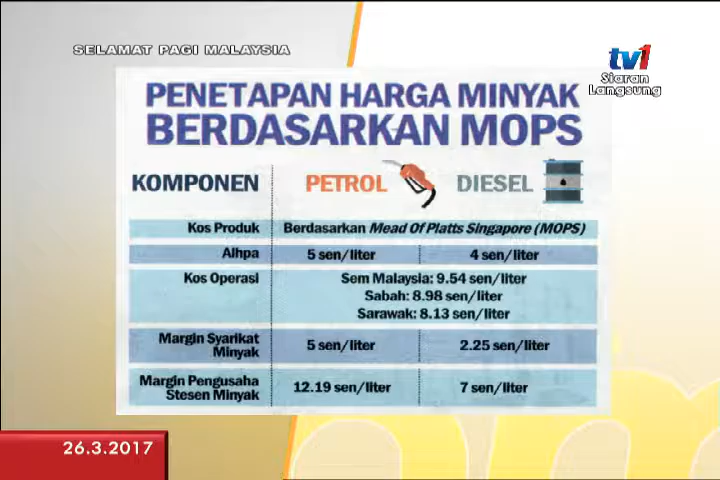 SELAMAT PAGI MALAYSIA
tv1
Siaran
Langsung
PENETAPAN HARGA MINYAK
BERDASARKAN MOPS
KOMPONEN PETROL DIESEL
Kos Produk Berdasarkan Mead Of Platts Singapore (MOPS)
Alhpa 5 sen/liter 4 sen/liter
Kos Operasi Sem Malaysia: 9.54 sen/liter
Sabah: 8.98 sen/liter
Sarawak: 8.13 sen/liter
Margin Syarikat
Minyak 5 sen/liter 2.25 sen/liter
Margin Pengusaha
Stesen Minyak 12.19 sen/liter 7 sen/liter
26.3.2017